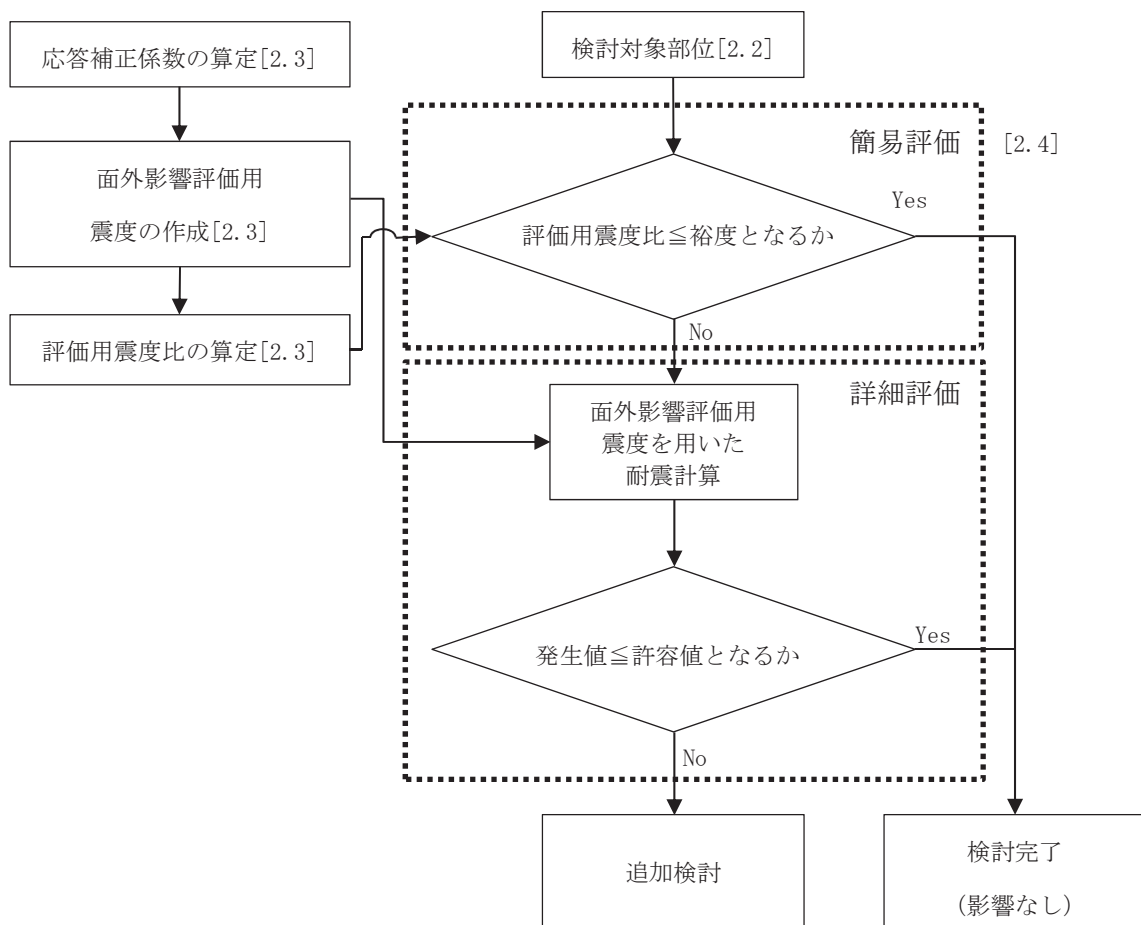 応答補正係数の算定[2.3]
検討対象部位[2.2]
面外影響評価用
震度の作成[2.3]
評価用震度比の算定[2.3]
簡易評価
[2.4]
評価用震度比≦裕度となるか
Yes
No
詳細評価
面外影響評価用
震度を用いた
耐震計算
発生値≦許容値となるか
Yes
No
追加検討
検討完了
(影響なし)